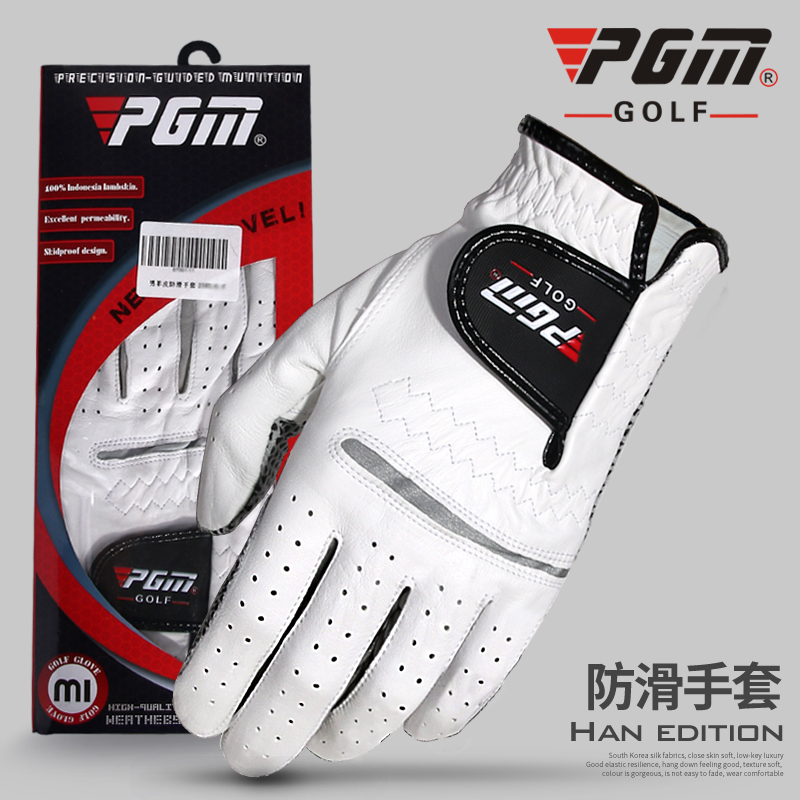 PRECISION-GUIDED MUNITION
PGM®
100% Indonesia lambskin.
Excellent permeability.
Skidproof design.
VEL!
NE
PGM®
GOLF
GOLF GLOVE
MI
GOLF GLOVE
HIGH-QUALI
PGM®
GOLF
PGM®
GOLF
防滑手套
HAN EDITION
South Korea silk fabrics, close skin soft, low-key luxury
Good elastic resilience, hang down feeling good, texture soft,
colour is gorgeous, is not easy to fade, wear comfortable